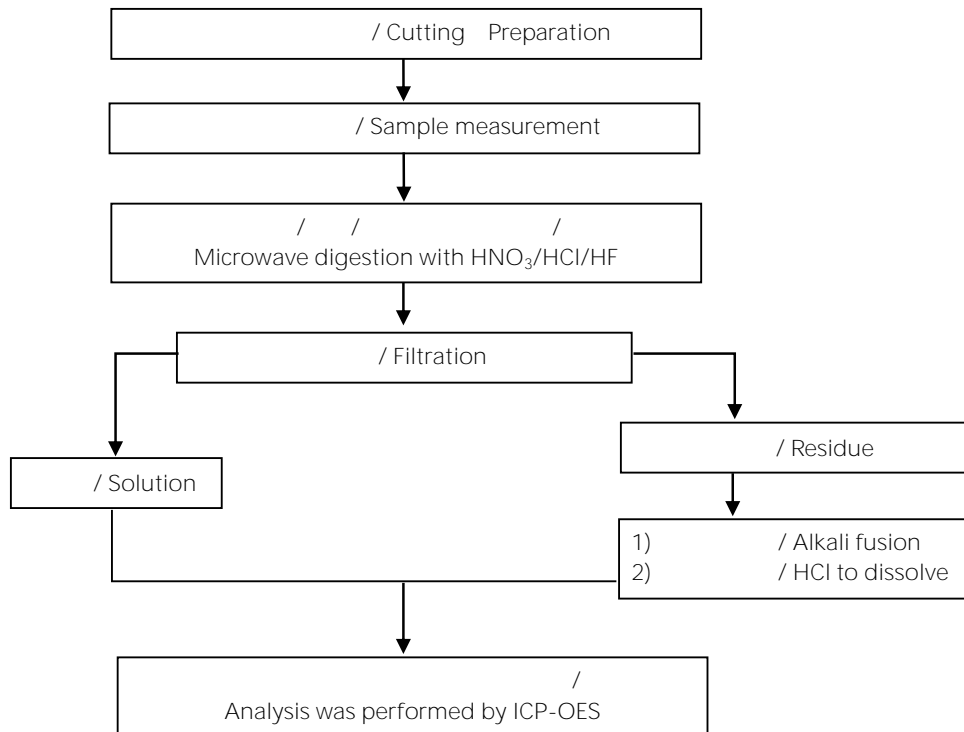 / Cutting Preparation
/ Sample measurement
/ / /
Microwave digestion with HNO₃/HCl/HF
/ Filtration
/ Solution
/ Residue
1) / Alkali fusion
2) / HCl to dissolve
/
Analysis was performed by ICP-OES